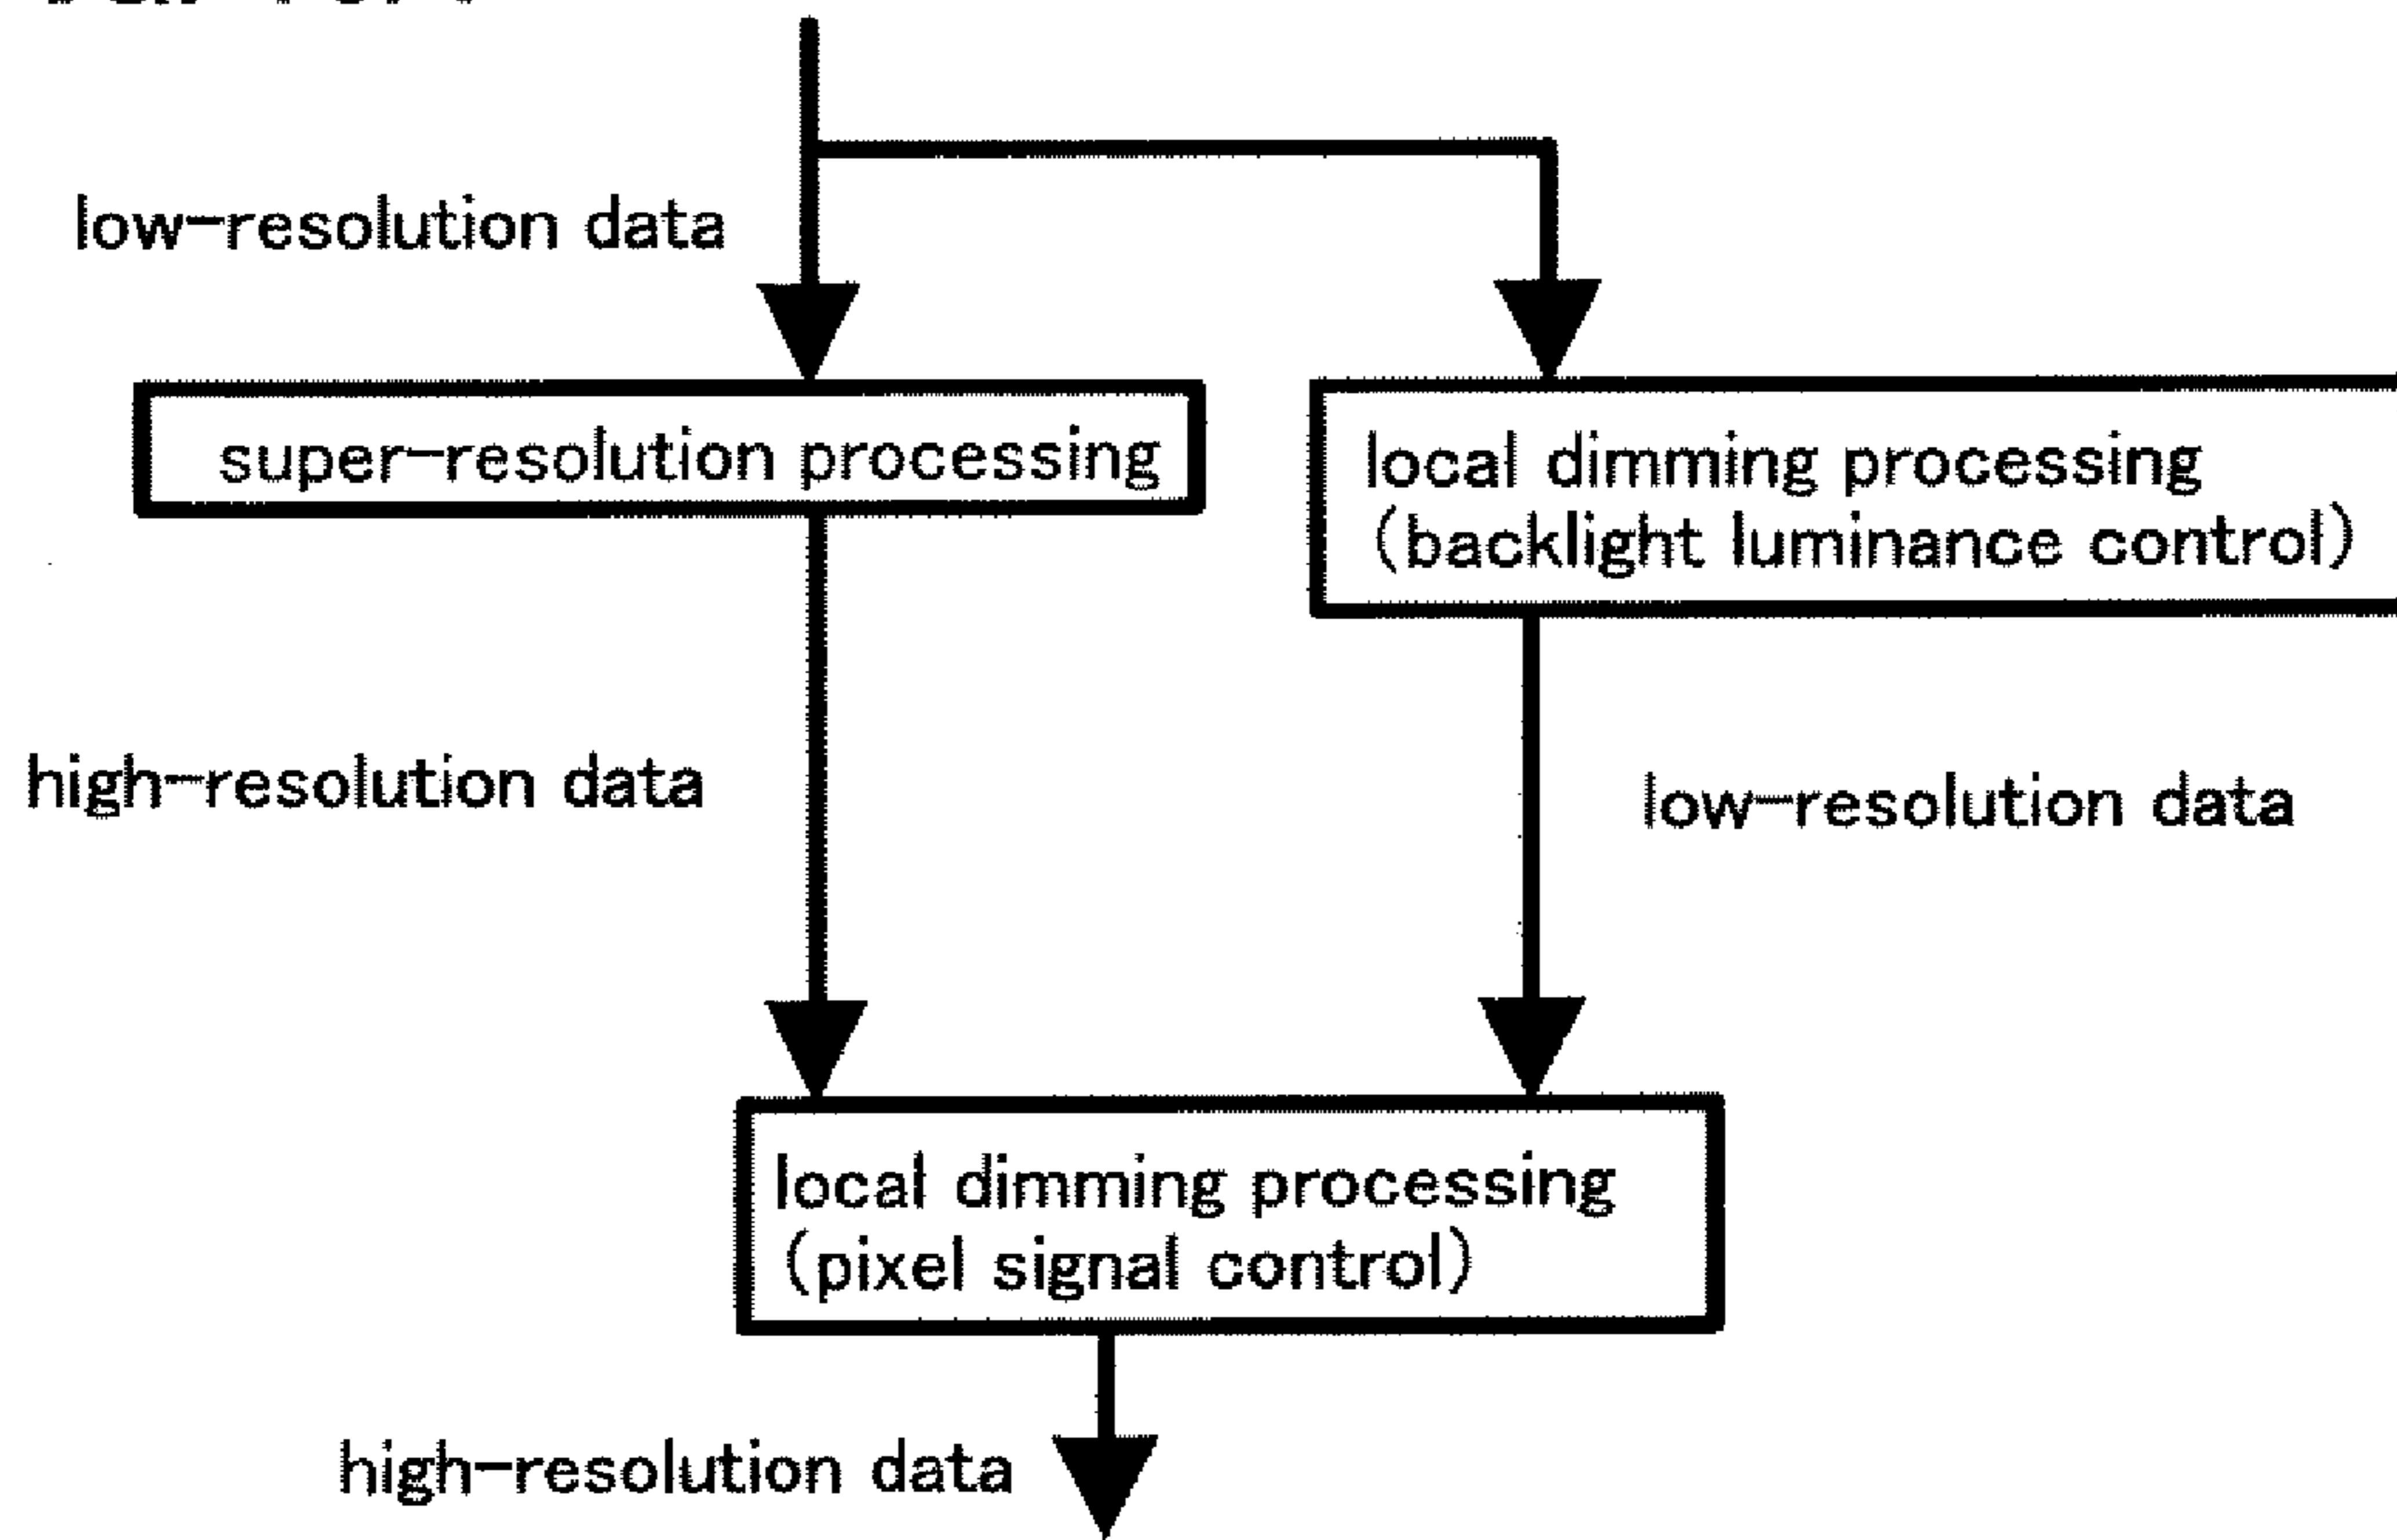 low-resolution data
super-resolution processing
local dimming processing
(backlight luminance control)
high-resolution data
low-resolution data
local dimming processing
(pixel signal control)
high-resolution data